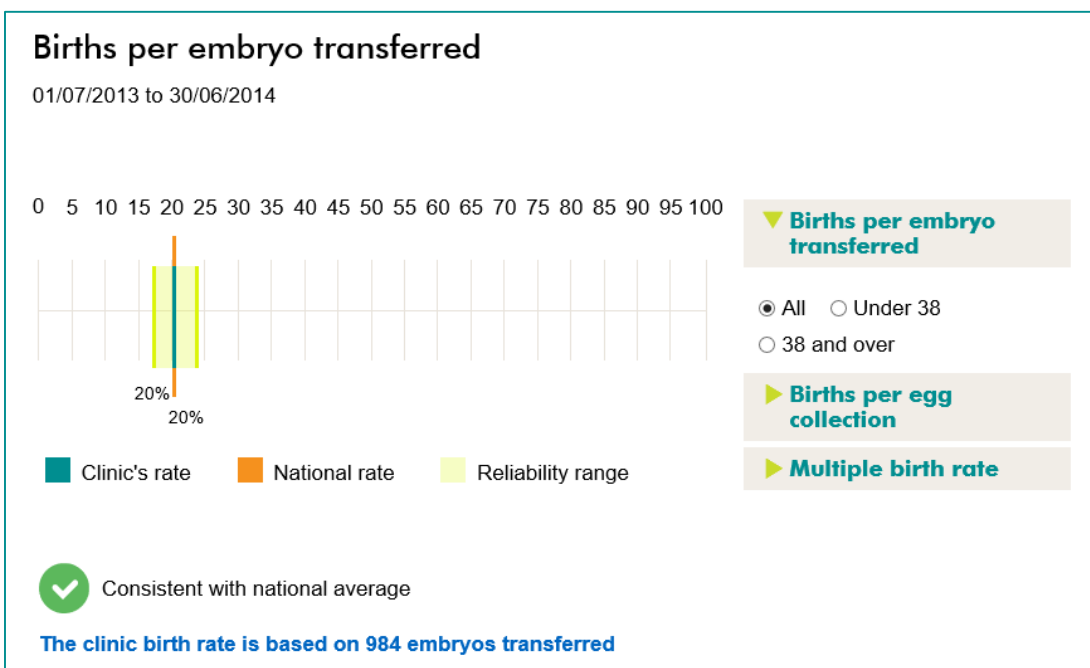 Births per embryo transferred
01/07/2013 to 30/06/2014
0 5 10 15 20 25 30 35 40 45 50 55 60 65 70 75 80 85 90 95 100
20%
20%
Clinic's rate National rate Reliability range
Births per embryo
transferred
All Under 38
38 and over
Births per egg
collection
Multiple birth rate
Consistent with national average
The clinic birth rate is based on 984 embryos transferred